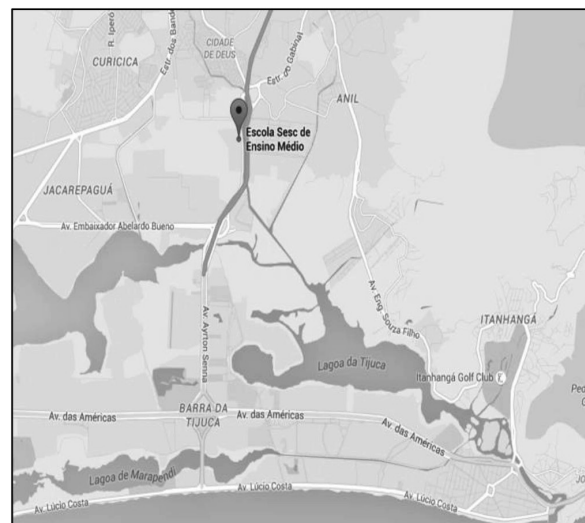 R. Iperó
CURICICA
Estr. dos Band
CIDADE
DE DEUS
Estr. do Gabinal
ANIL
Escola Sesc de
Ensino Médio
JACAREPAGUÁ
Av. Embaixador Abelardo Bueno
Av. Ayrton Senna
Av. Eng. Souza Filho
ITANHANGÁ
Lagoa da Tijuca
Itanhangá Golf Club
Ped
Av. das Américas
BARRA DA
TIJUCA
Av. das Américas
Av. das Américas
Lagoa de Marapendi
Av. Lúcio Costa
Av. Lúcio Costa
Av. Lúcio Costa
JO